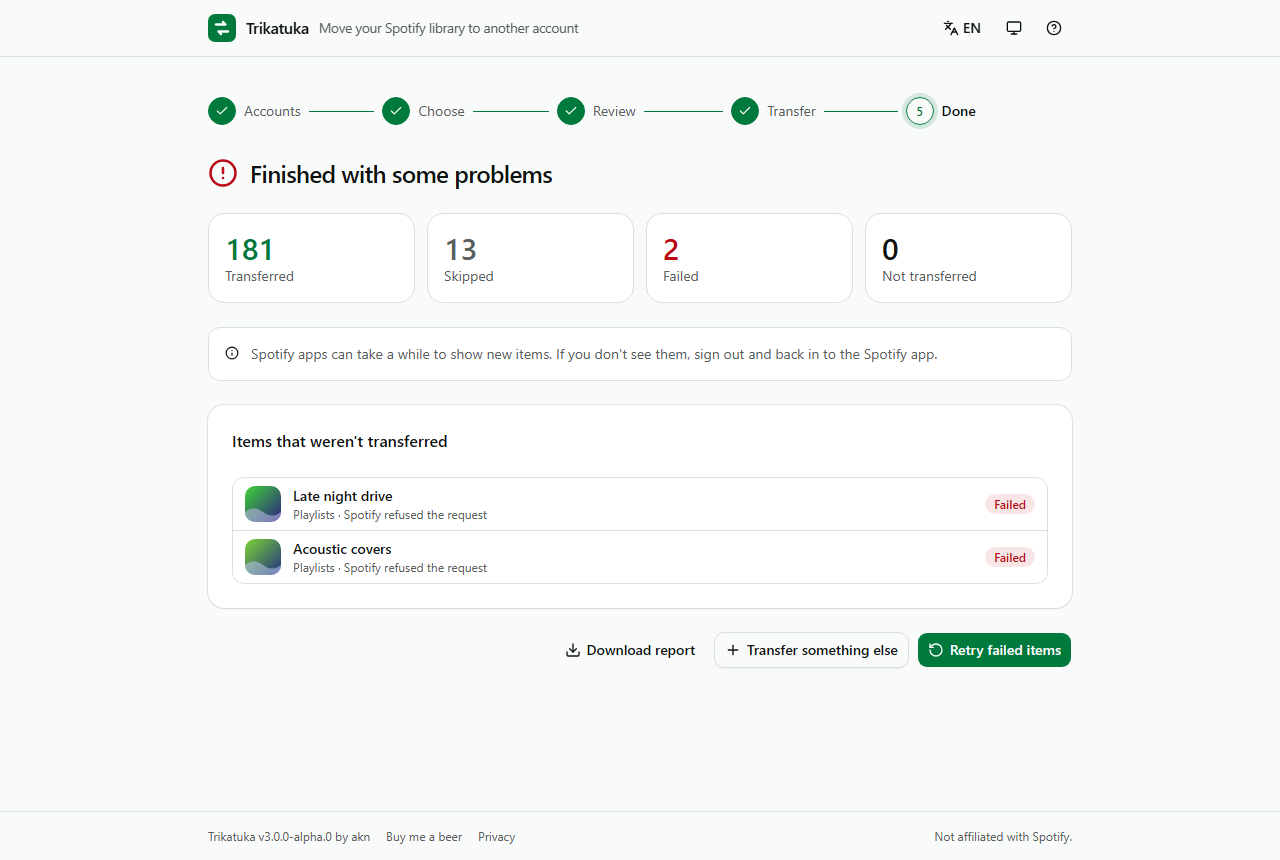 Trikatuka Move your Spotify library to another account EN
Accounts Choose Review Transfer 5 Done
Finished with some problems
181 13 2 0
Transferred Skipped Failed Not transferred
Spotify apps can take a while to show new items. If you don't see them, sign out and back in to the Spotify app.
Items that weren't transferred
Late night drive
Playlists · Spotify refused the request Failed
Acoustic covers
Playlists · Spotify refused the request Failed
Download report Transfer something else Retry failed items
Trikatuka v3.0.0-alpha.0 by akn Buy me a beer Privacy Not affiliated with Spotify.